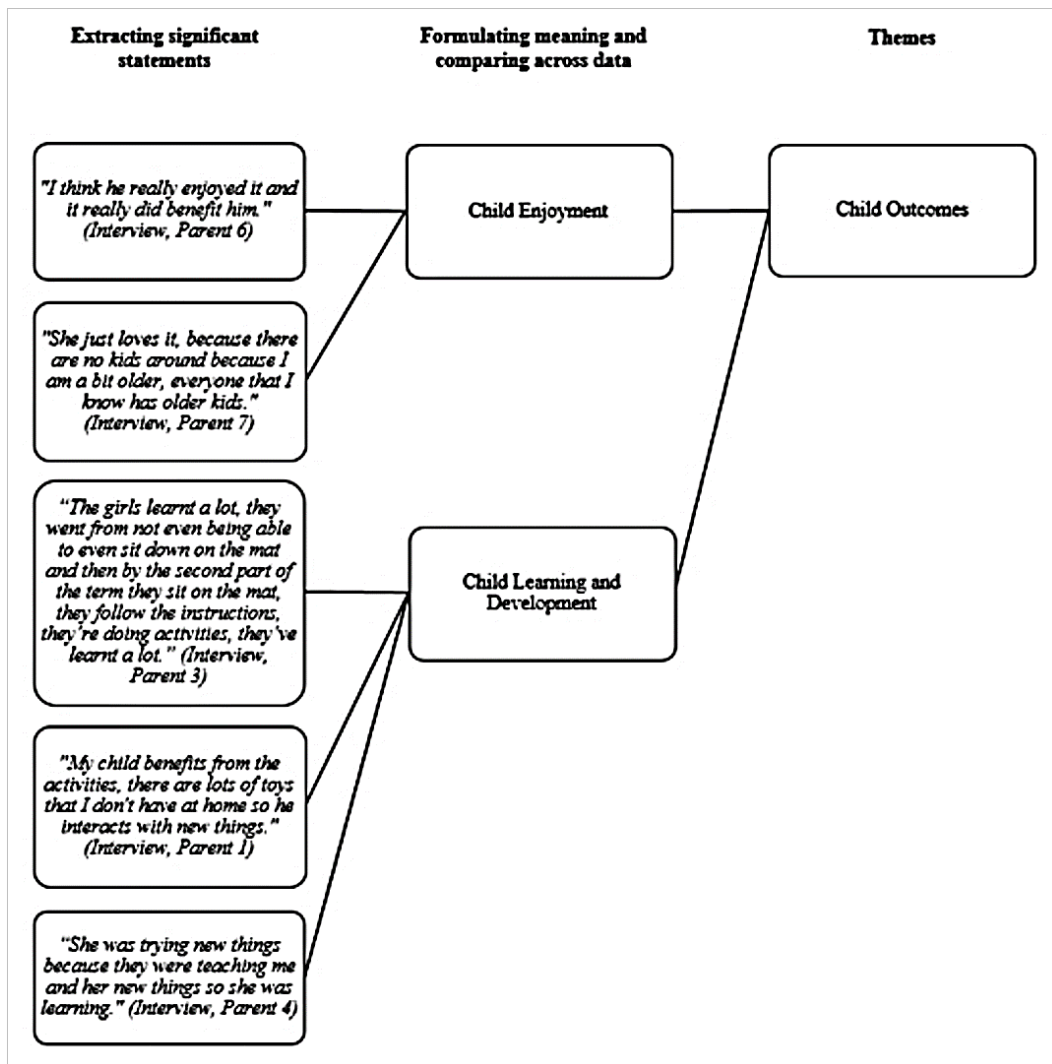 Extracting significant
statements
Formulating meaning and
comparing across data
Themes
"I think he really enjoyed it and
it really did benefit him."
(Interview, Parent 6)
Child Enjoyment
Child Outcomes
"She just loves it, because there
are no kids around because I
am a bit older, everyone that I
know has older kids."
(Interview, Parent 7)
“The girls learnt a lot, they
went from not even being able
to even sit down on the mat
and then by the second part of
the term they sit on the mat,
they follow the instructions,
they’re doing activities, they’ve
learnt a lot.” (Interview,
Parent 3)
Child Learning and
Development
"My child benefits from the
activities, there are lots of toys
that I don't have at home so he
interacts with new things."
(Interview, Parent 1)
“She was trying new things
because they were teaching me
and her new things so she was
learning." (Interview, Parent 4)